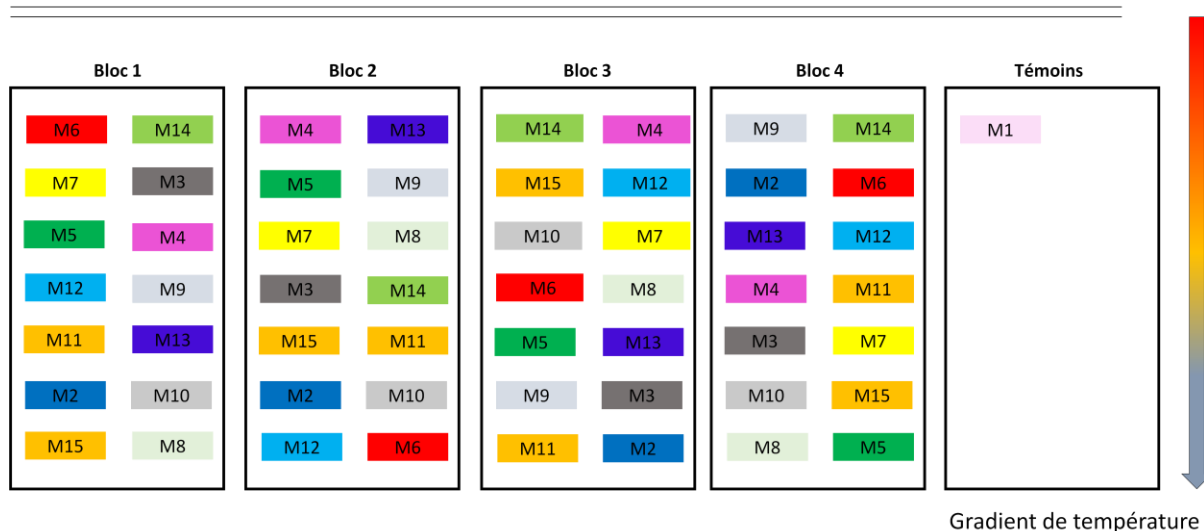 Bloc 1 Bloc 2 Bloc 3 Bloc 4 Témoins
M6 M14 M4 M13 M14 M4 M9 M14 M1
M7 M3 M5 M9 M15 M12 M2 M6
M5 M4 M7 M8 M10 M7 M13 M12
M12 M9 M3 M14 M6 M8 M4 M11
M11 M13 M15 M11 M5 M13 M3 M7
M2 M10 M2 M10 M9 M3 M10 M15
M15 M8 M12 M6 M11 M2 M8 M5
Gradient de température